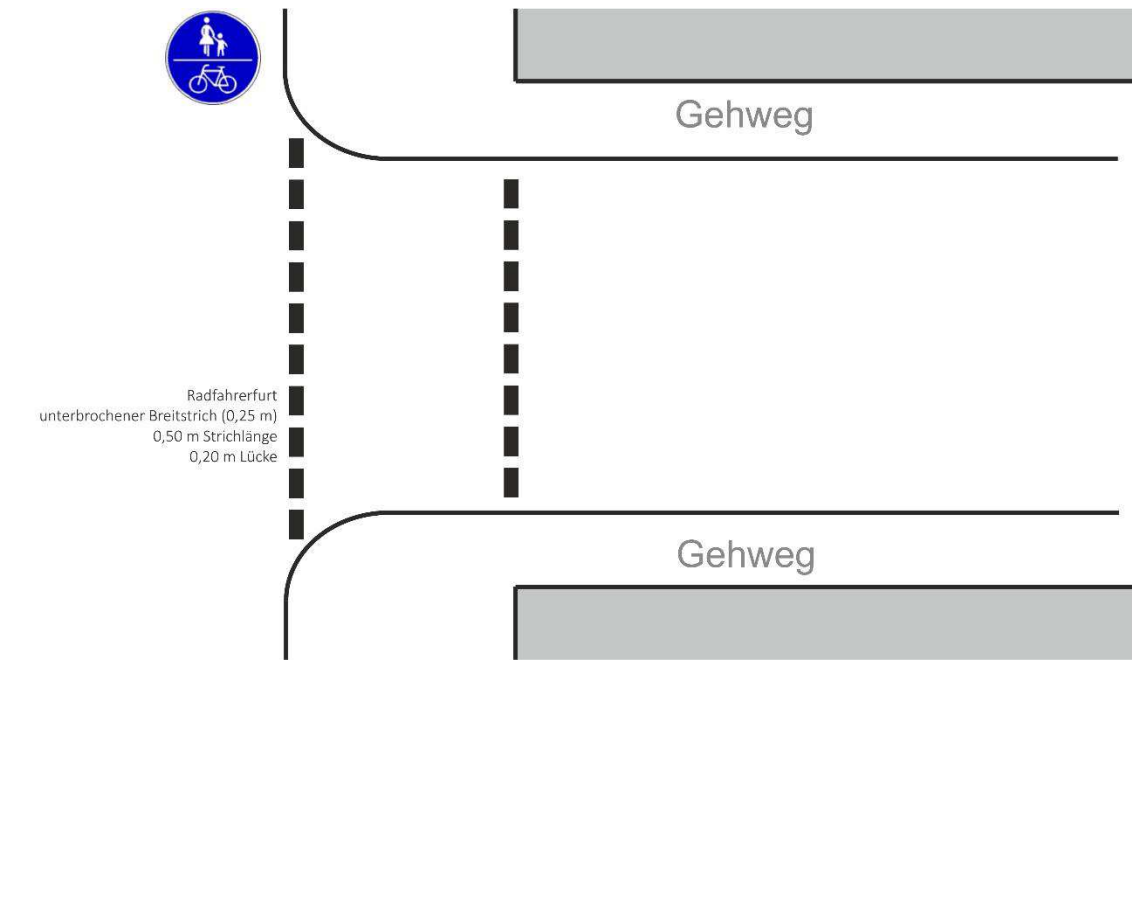 Gehweg
Radfahrerfurt
unterbrochener Breitstrich (0,25 m)
0,50 m Strichlänge
0,20 m Lücke
Gehweg